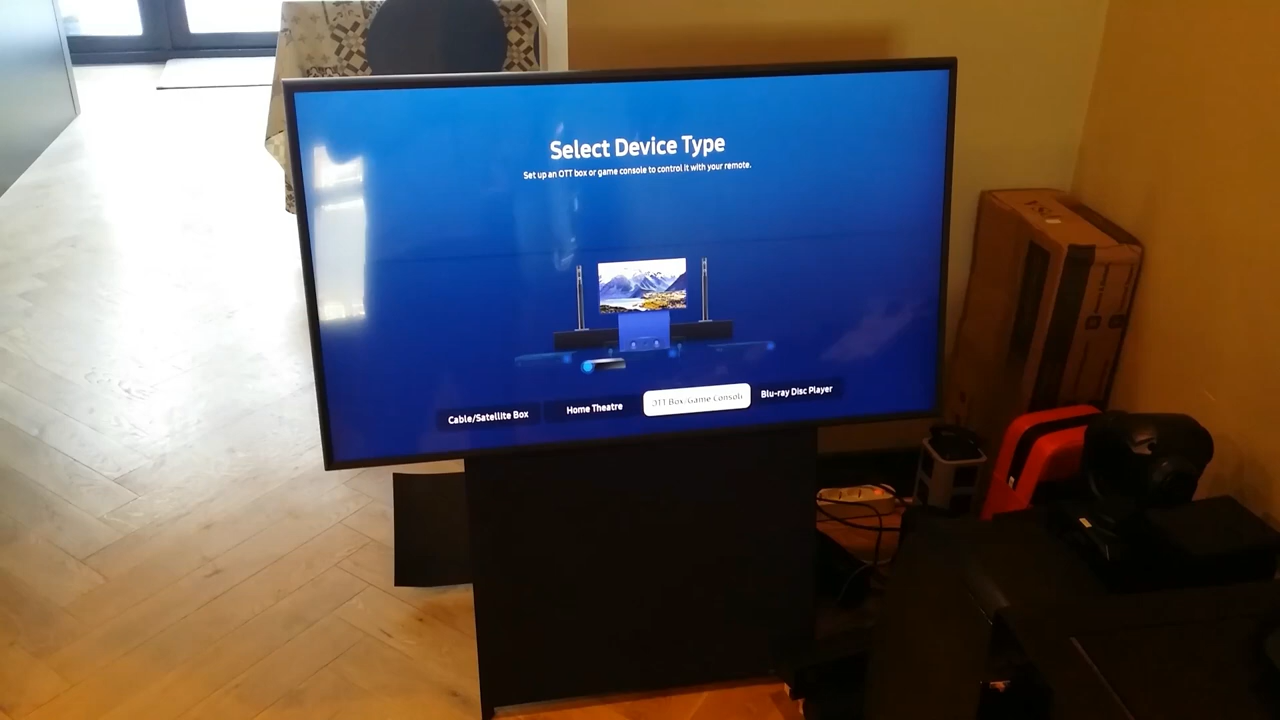 Select Device Type
Set up an OTT box or game console to control it with your remote.
Cable/Satellite Box
Home Theatre
OTT Box/Game Console
Blu-ray Disc Player